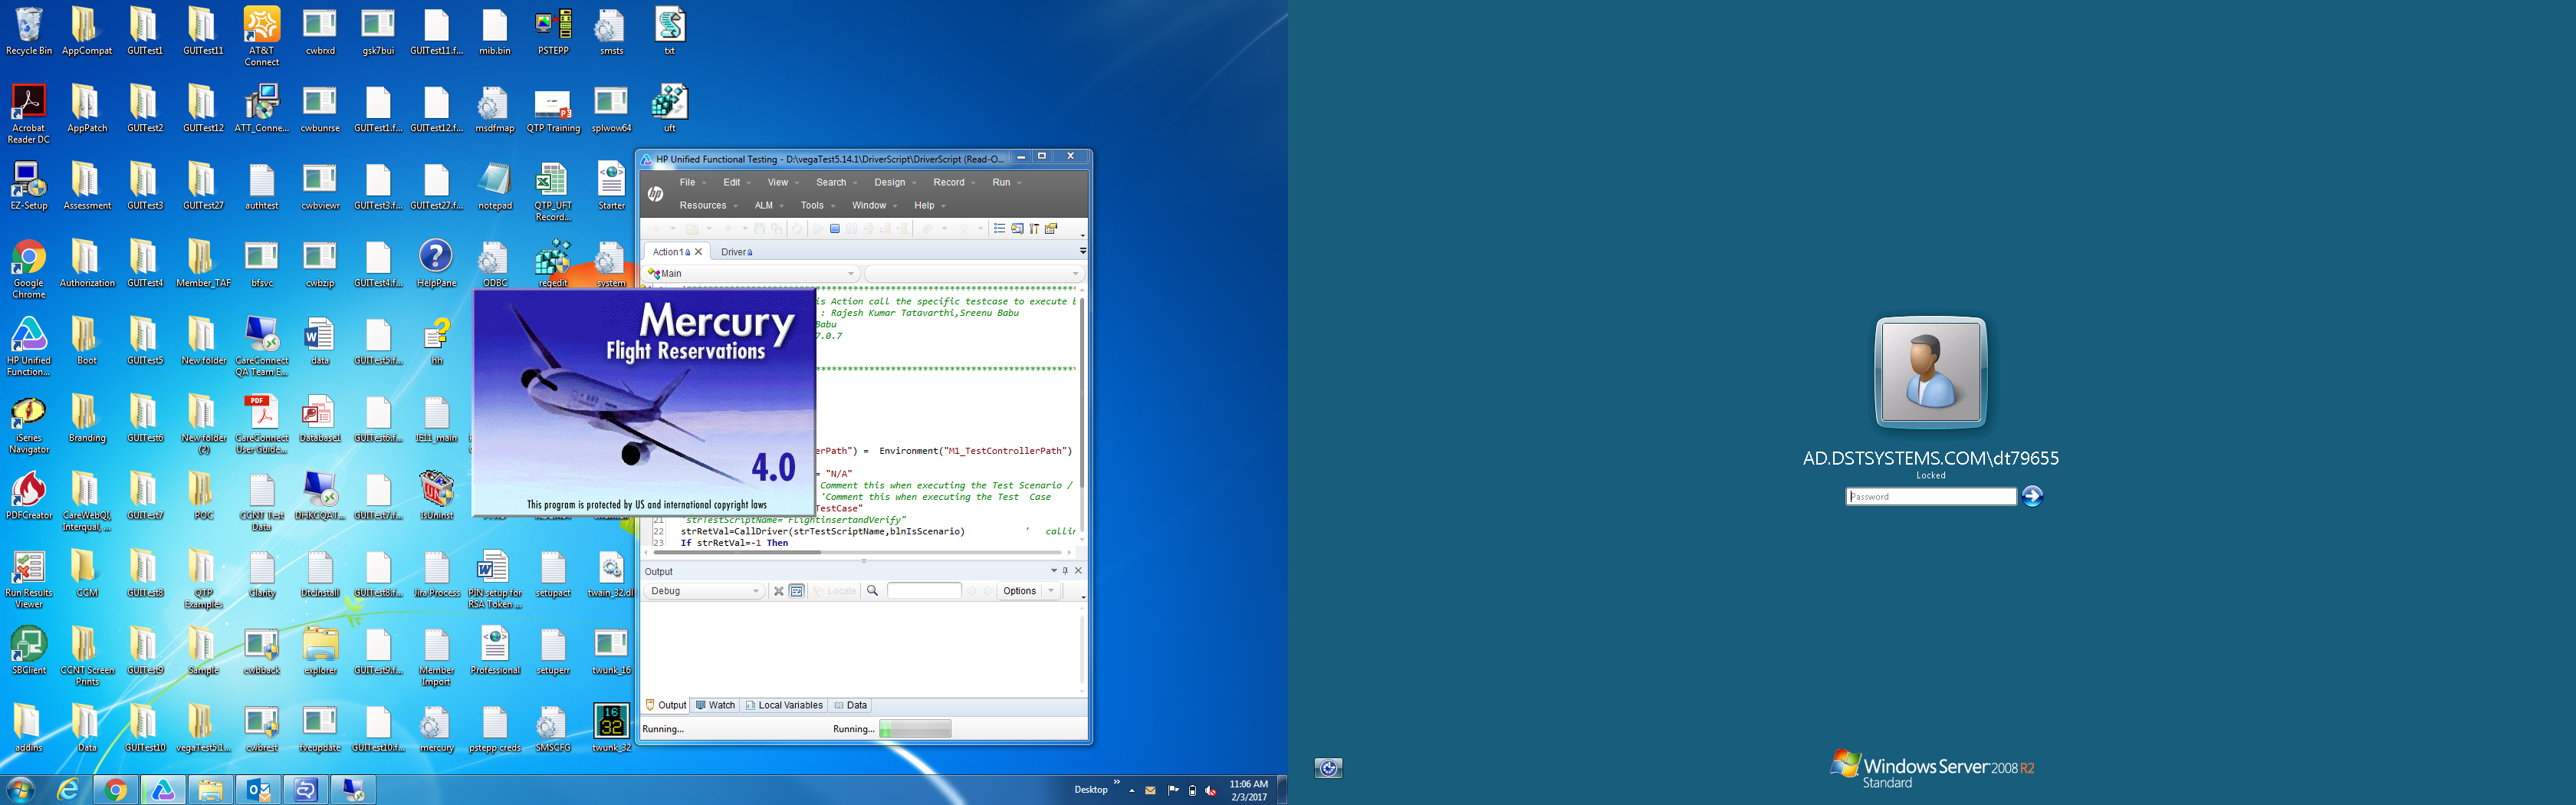 Recycle Bin
AppCompat
GUITest1
GUITest11
AT&T
Connect
cwbrxd
gsk7bui
GUITest11.f...
mib.bin
PSTEPP
smsts
txt
Acrobat
Reader DC
AppPatch
GUITest2
GUITest12
ATT_Conne...
cwbunrse
GUITest1.f...
GUITest12.f...
msdfmap
QTP Training
splwow64
uft
EZ-Setup
Assessment
GUITest3
GUITest27
authtest
cwbviewr
GUITest3.f...
GUITest27.f...
notepad
QTP_UFT
Record...
Starter
Google
Chrome
Authorization
GUITest4
Member_TAF
bfsvc
cwbzip
GUITest4.f...
HelpPane
ODBC
regedit
system
HP Unified
Function...
Boot
GUITest5
New folder
CareConnect
QA Team E...
data
GUITest5.f...
hh
iSeries
Navigator
Branding
GUITest6
New folder
(2)
PDF
CareConnect
User Guide...
Database1
GUITest6.f...
IE11_main
PDFCreator
CareWebQI,
Interqual, ...
GUITest7
POC
CCNT Test
Data
DHKCQAT...
GUITest7.f...
IsUninst
Run Results
Viewer
CCM
GUITest8
QTP
Examples
Clarity
DtcInstall
GUITest8.f...
Jira Process
PIN setup for
RSA Token ...
setupact
twain_32.dll
SBClient
CCNT Screen
Prints
GUITest9
Sample
cwbback
explorer
GUITest9.f...
Member
Import
Professional
setuperr
twunk_16
addins
Data
GUITest10
vegaTest5.1...
cwbrest
fveupdate
GUITest10.f...
mercury
pstepp creds
SMSCFG
16
32
twunk_32
HP Unified Functional Testing - D:\vegaTest5.14.1\DriverScript\DriverScript (Read-O...
hp
File Edit View Search Design Record Run
Resources ALM Tools Window Help
Action1 Driver
Main
******************************************
is Action call the specific testcase to execute b
: Rajesh Kumar Tatavarthi,Sreenu Babu
Babu
7.0.7
******************************************
erPath") = Environment("M1_TestControllerPath")
= "N/A"
Comment this when executing the Test Scenario /
'Comment this when executing the Test Case
TestCase"
21 'strTestScriptName="FlightinsertandVerify"
22 strRetVal=CallDriver(strTestScriptName,blnIsScenario) ' callin
23 If strRetVal=-1 Then
Mercury
Flight Reservations
4.0
This program is protected by US and international copyright laws
Output
Debug Locate Options
Output Watch Local Variables Data
Running... Running...
Desktop
11:06 AM
2/3/2017
AD.DSTSYSTEMS.COM\dt79655
Locked
Password
Windows Server 2008 R2
Standard